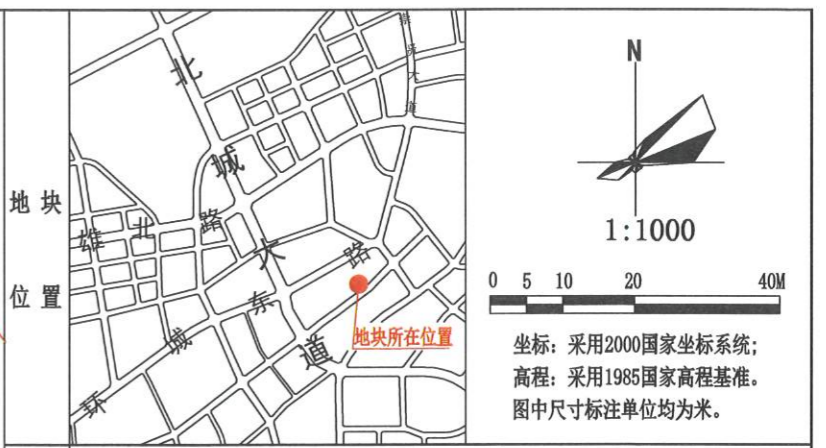 地块
位置
北城大道
雄北路
环城东路
大道
地块所在位置
N
1:1000
0 5 10 20 40M
坐标：采用2000国家坐标系统；
高程：采用1985国家高程基准。
图中尺寸标注单位均为米。